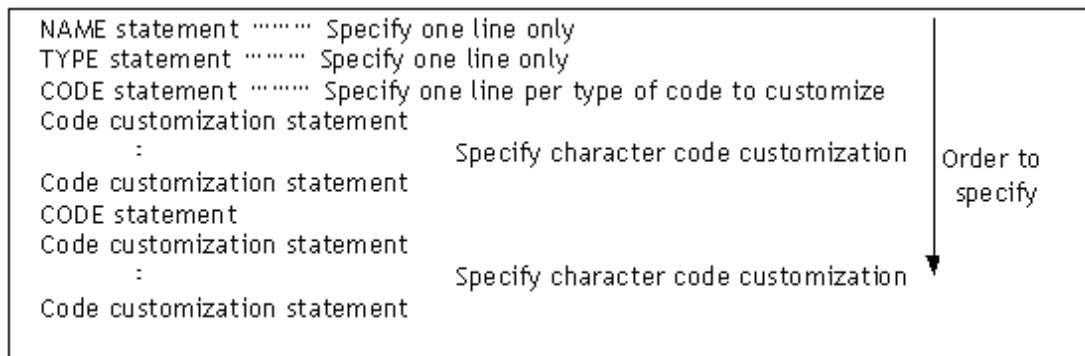 NAME statement ⋯⋯⋯ Specify one line only
TYPE statement ⋯⋯⋯ Specify one line only
CODE statement ⋯⋯⋯ Specify one line per type of code to customize
Code customization statement
:
Specify character code customization
Code customization statement
CODE statement
Code customization statement
:
Specify character code customization
Code customization statement
Order to
specify